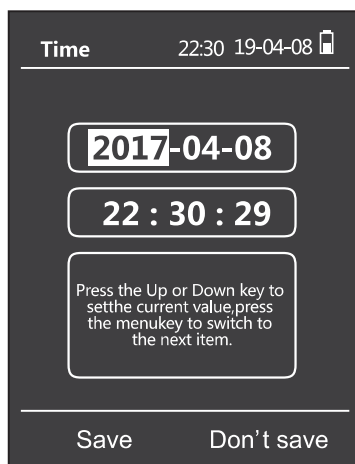 Time 22:30 19-04-08
2017-04-08
22 : 30 : 29
Press the Up or Down key to
setthe current value,press
the menukey to switch to
the next item.
Save Don't save